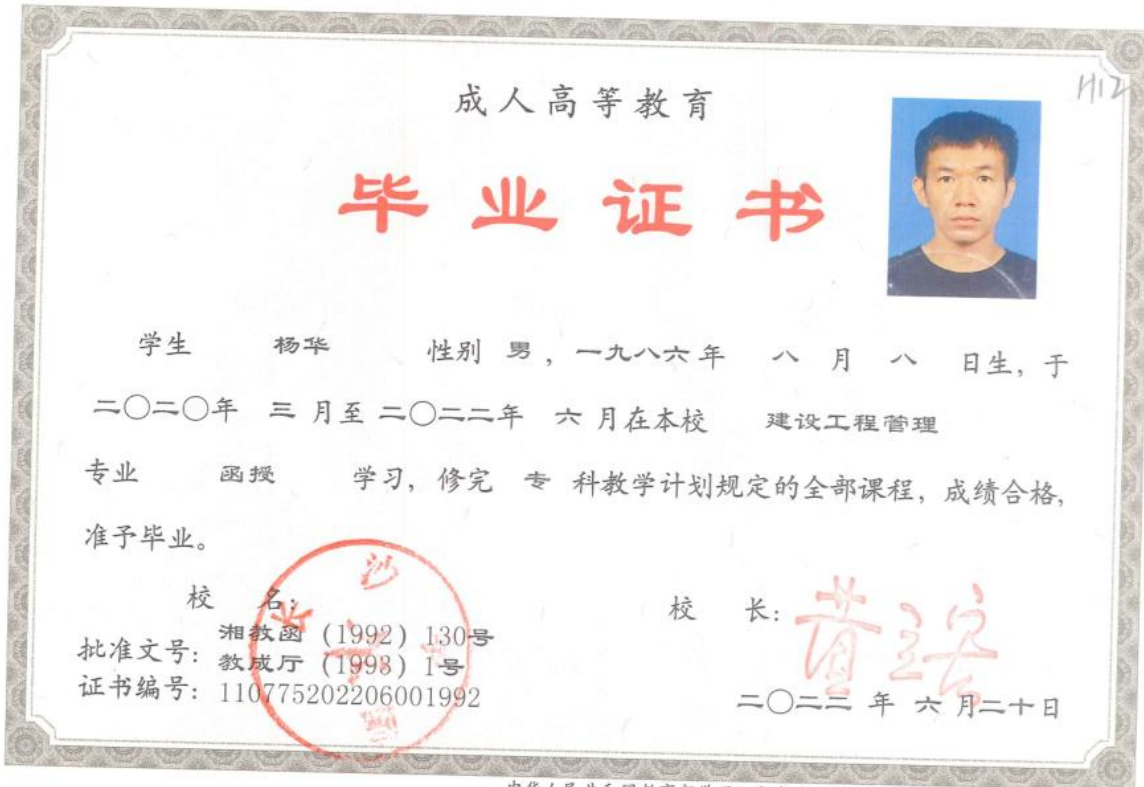 H12
成人高等教育
毕业证书
学生 杨华 性别 男，一九八六年 八 月 八 日生，于
二〇二〇年 三 月至 二〇二二年 六 月在本校 建设工程管理
专业 函授 学习，修完 专 科教学计划规定的全部课程，成绩合格，
准予毕业。
校 名：
校 长：
批准文号：湘教函 (1992) 130号
教成厅 (1993) 1号
证书编号：110775202206001992
二〇二二 年 六 月二十日
长沙